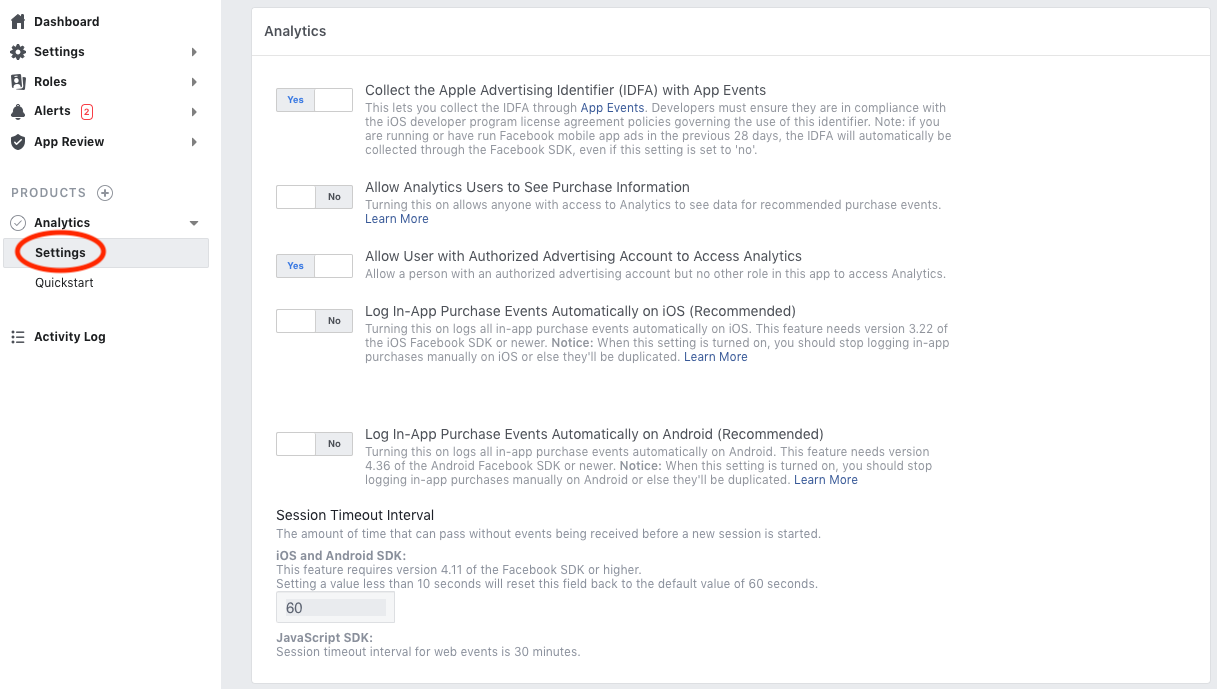 Dashboard
Settings
Roles
Alerts 2
App Review
PRODUCTS
Analytics
Settings
Quickstart
Activity Log
Analytics
Yes
Collect the Apple Advertising Identifier (IDFA) with App Events
This lets you collect the IDFA through App Events. Developers must ensure they are in compliance with
the iOS developer program license agreement policies governing the use of this identifier. Note: if you
are running or have run Facebook mobile app ads in the previous 28 days, the IDFA will automatically be
collected through the Facebook SDK, even if this setting is set to 'no'.
No
Allow Analytics Users to See Purchase Information
Turning this on allows anyone with access to Analytics to see data for recommended purchase events.
Learn More
Yes
Allow User with Authorized Advertising Account to Access Analytics
Allow a person with an authorized advertising account but no other role in this app to access Analytics.
No
Log In-App Purchase Events Automatically on iOS (Recommended)
Turning this on logs all in-app purchase events automatically on iOS. This feature needs version 3.22 of
the iOS Facebook SDK or newer. Notice: When this setting is turned on, you should stop logging in-app
purchases manually on iOS or else they'll be duplicated. Learn More
No
Log In-App Purchase Events Automatically on Android (Recommended)
Turning this on logs all in-app purchase events automatically on Android. This feature needs version
4.36 of the Android Facebook SDK or newer. Notice: When this setting is turned on, you should stop
logging in-app purchases manually on Android or else they'll be duplicated. Learn More
Session Timeout Interval
The amount of time that can pass without events being received before a new session is started.
iOS and Android SDK:
This feature requires version 4.11 of the Facebook SDK or higher.
Setting a value less than 10 seconds will reset this field back to the default value of 60 seconds.
60
JavaScript SDK:
Session timeout interval for web events is 30 minutes.